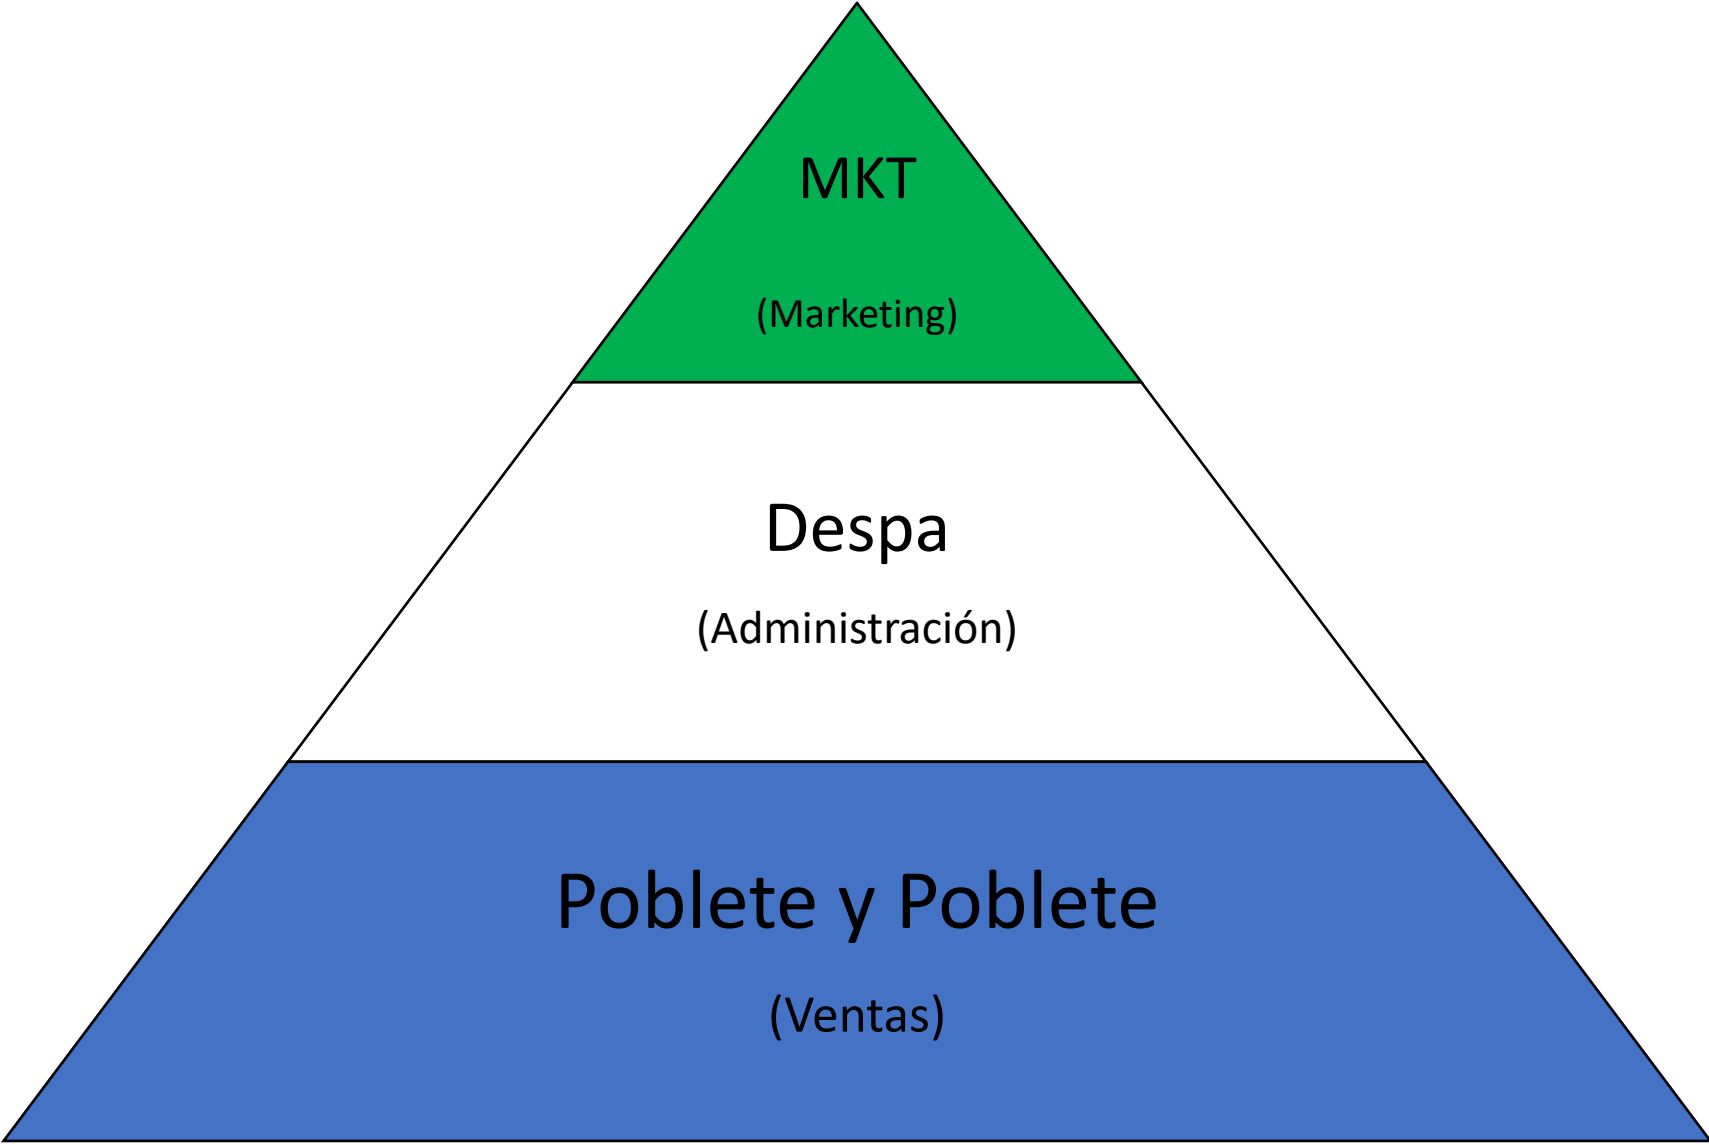 MKT
(Marketing)
Despa
(Administración)
Poblete y Poblete
(Ventas)